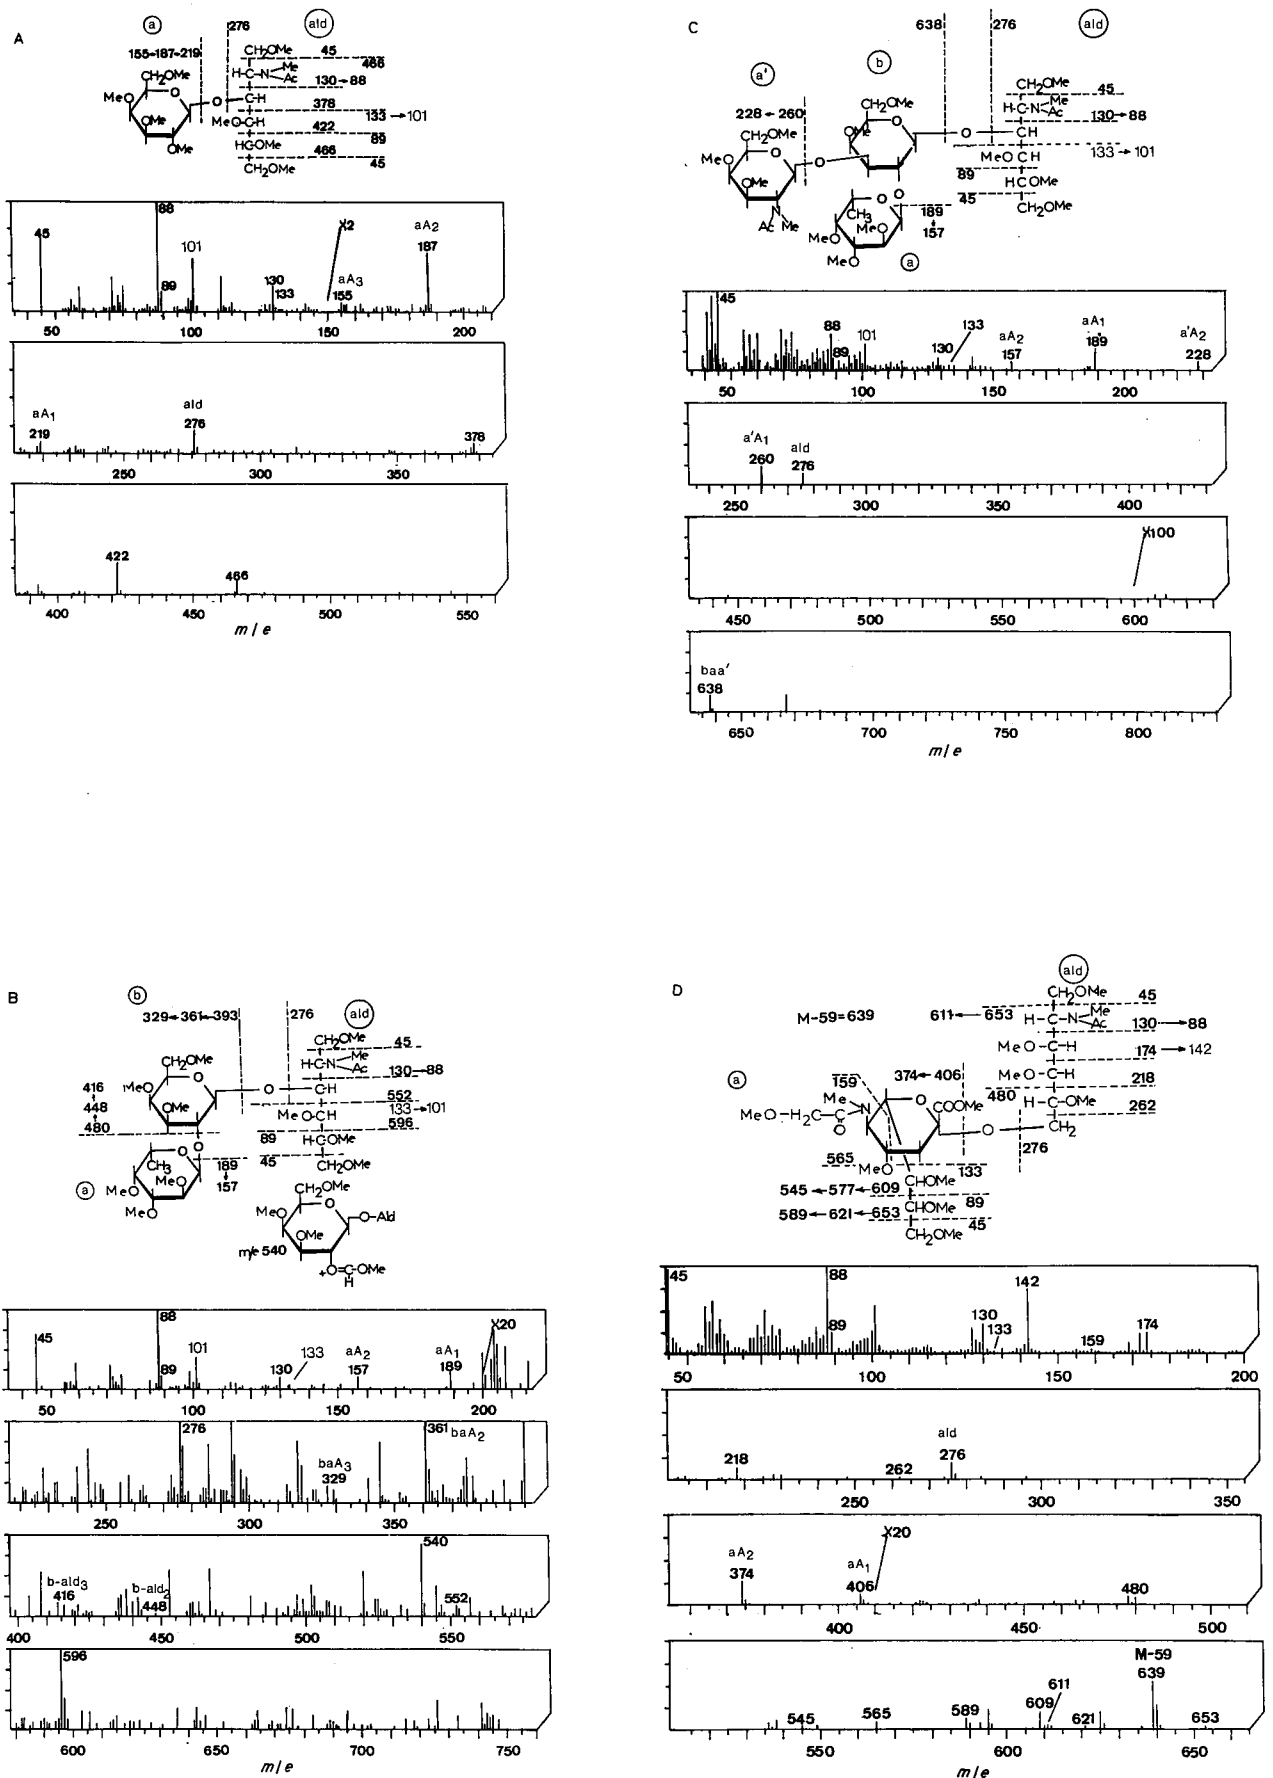 A
a
276
ald
155←187←219
CH₂OMe
45
466
CH₂OMe
H-C-N
Me
Ac
130→88
MeO
O
O
CH
378
OMe
MeO-CH
133→101
422
OMe
HCOMe
89
466
CH₂OMe
45
88
45
101
89
130
133
X2
aA3
155
aA2
187
50
100
150
200
aA1
219
ald
276
378
250
300
350
422
466
400
450
500
550
m/e
C
638
276
ald
a'
b
CH₂OMe
45
228←260
CH₂OMe
H-C-N
Me
Ac
130→88
CH₂OMe
O
OMe
O
CH
MeO
O
O
MeO CH
133→101
OMe
89
HCOMe
N
O
45
Ac
Me
O
CH₃
189
CH₂OMe
MeO
MeO
157
MeO
a
45
88
89
101
130
133
aA2
157
aA1
189
a'A2
228
50
100
150
200
a'A1
260
ald
276
250
300
350
400
X100
450
500
550
600
baa'
638
650
700
750
800
m/e
B
b
329←361←393
276
ald
CH₂OMe
45
CH₂OMe
HC-N
Me
Ac
130→88
416
MeO
O
O
CH
552
448
OMe
MeO-CH
133→101
480
596
89
HCOMe
O
O
45
CH₃
189
CH₂OMe
a
MeO
MeO
157
CH₂OMe
MeO
MeO
O
O-Ald
OMe
m/e 540
+O=C-OMe
H
45
88
89
101
130
133
aA2
157
aA1
189
X20
50
100
150
200
276
baA3
329
361
baA2
250
300
350
b-ald3
416
b-ald2
448
540
552
400
450
500
550
596
600
650
700
750
m/e
D
ald
CH₂OMe
45
M-59=639
611←653
H-C-N
Me
Ac
130→88
MeO-C-H
174→142
a
159
374←406
MeO-C-H
218
Me
480
MeO-H₂C-C
N
O
COOMe
H-C-OMe
262
O
O
CH₂
276
565
MeO
133
CHOMe
545←577←609
89
CHOMe
589←621←653
45
CH₂OMe
45
88
89
130
133
142
159
174
50
100
150
200
218
262
ald
276
250
300
350
aA2
374
aA1
406
X20
480
400
450
500
545
565
589
609
611
621
M-59
639
653
550
600
650
m/e